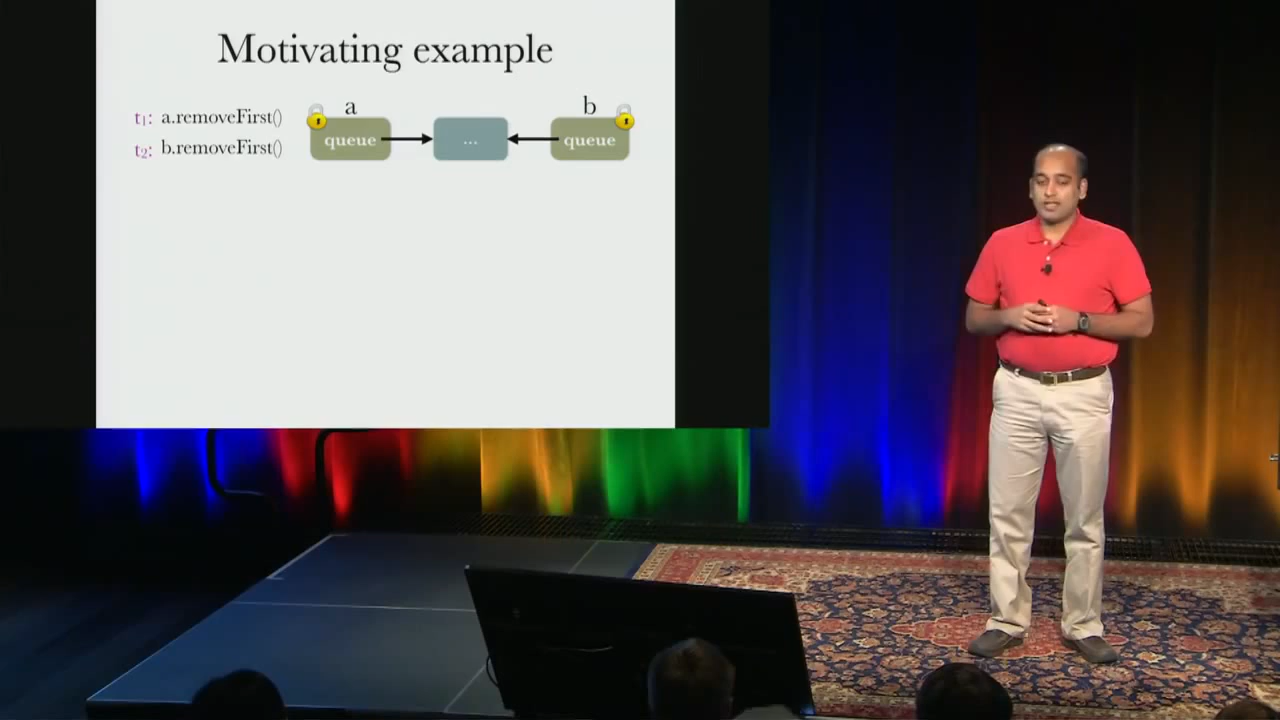 Motivating example
t1: a.removeFirst()
t2: b.removeFirst()
a
b
queue
...
queue